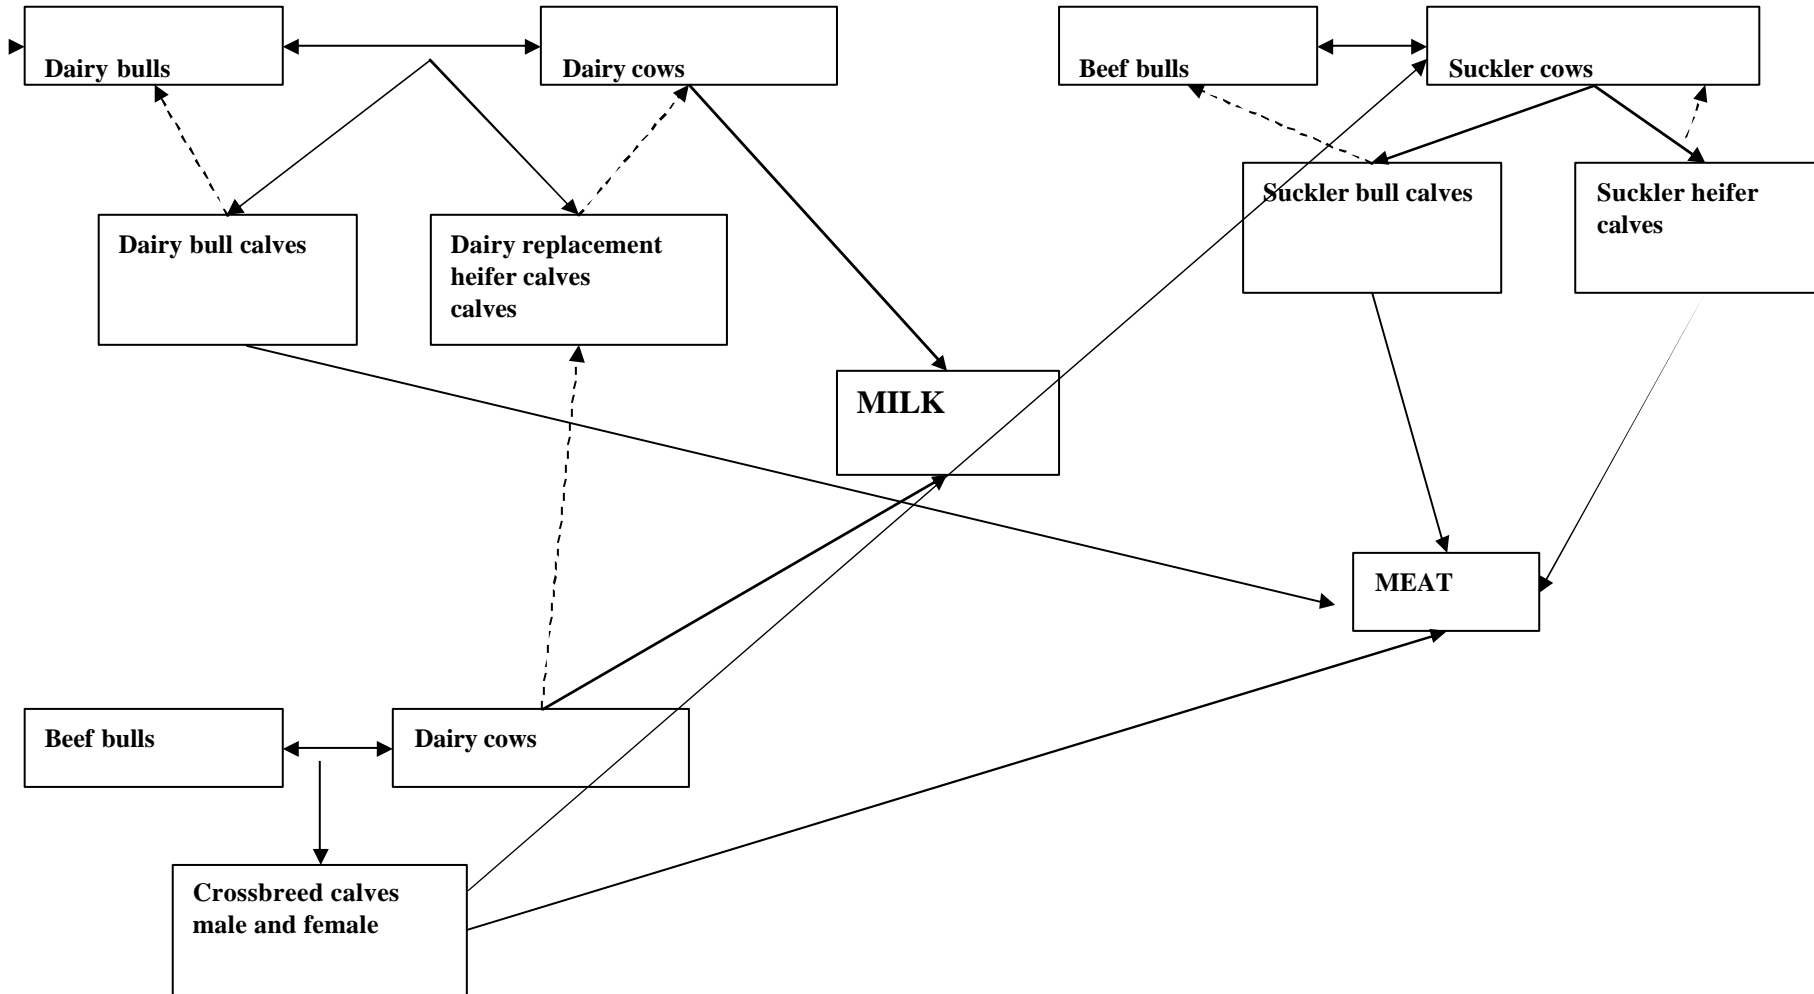 Dairy bulls
Dairy cows
Beef bulls
Suckler cows
Dairy bull calves
Dairy replacement
heifer calves
calves
Suckler bull calves
Suckler heifer
calves
MILK
MEAT
Beef bulls
Dairy cows
Crossbreed calves
male and female